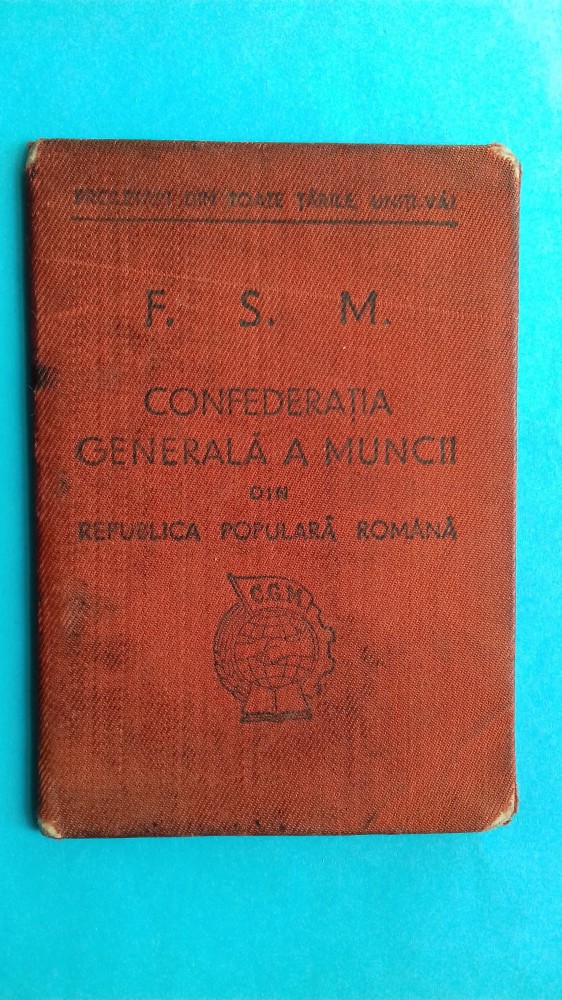 PROLETARI DIN TOATE ȚĂRILE UNIȚI-VĂ!
F. S. M.
CONFEDERAȚIA
GENERALĂ A MUNCII
DIN
REPUBLICA POPULARĂ ROMÂNĂ
C.G.M